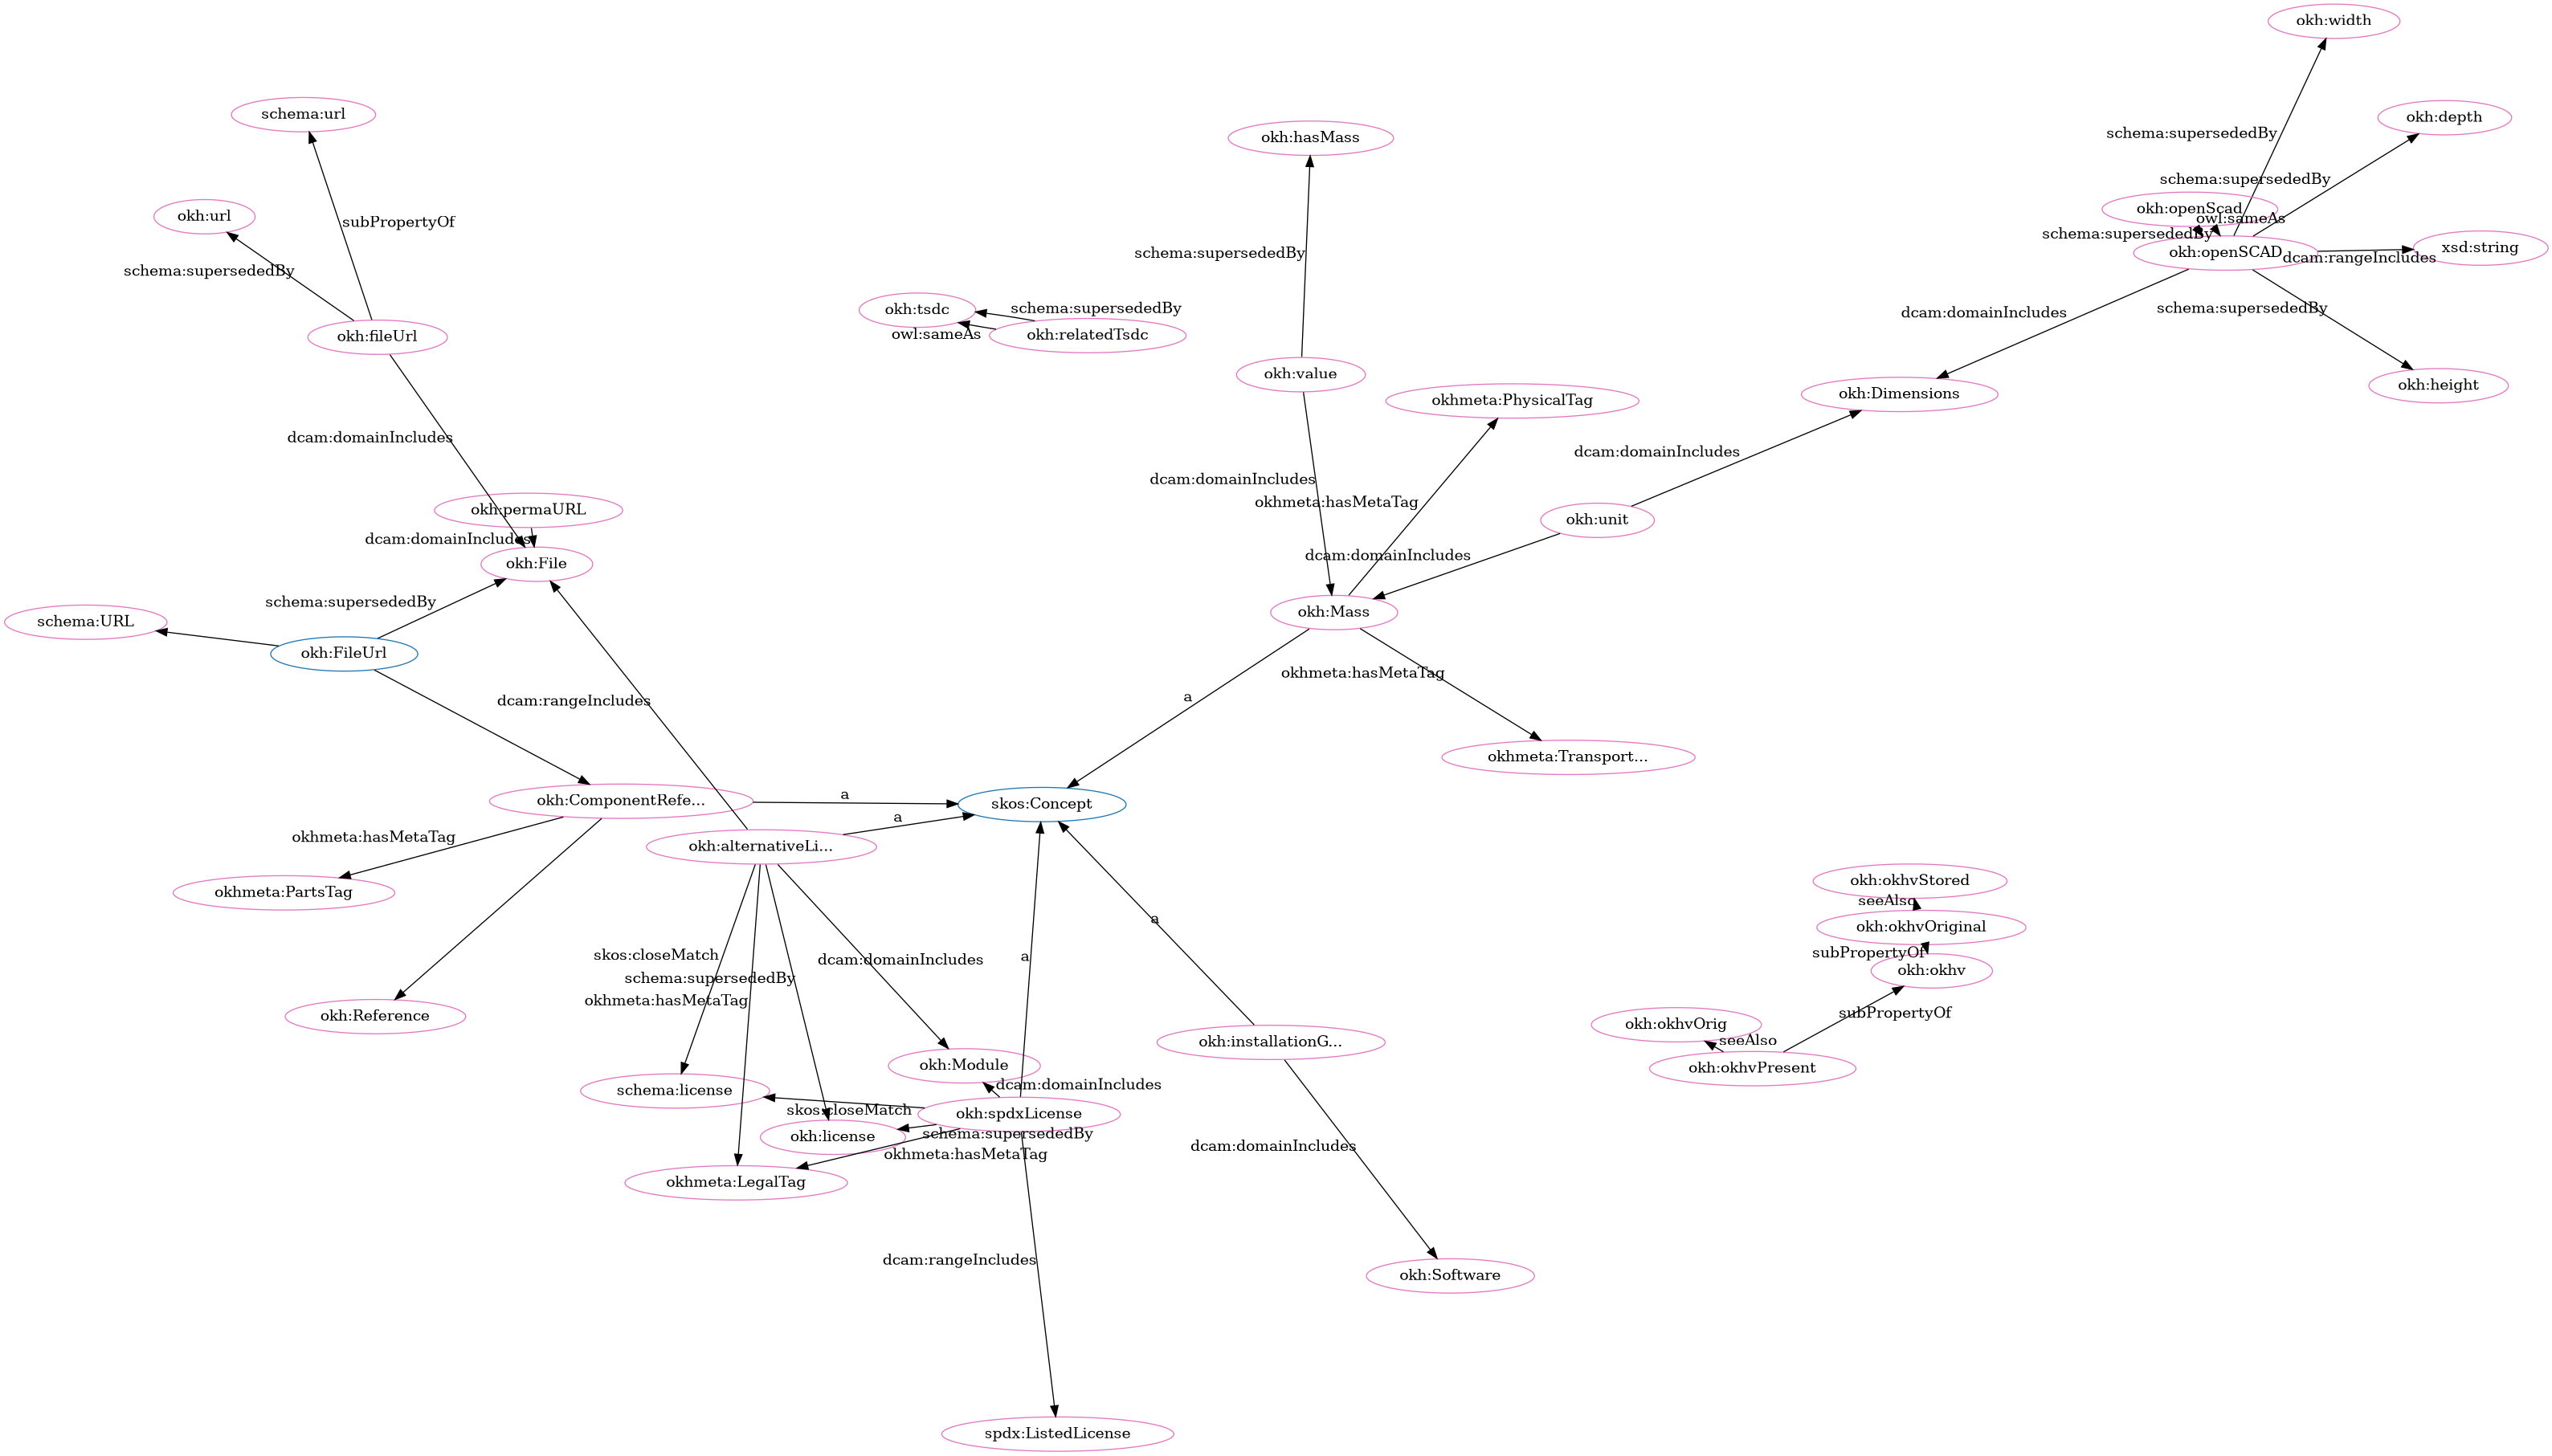 okh:width
schema:url
okh:depth
okh:hasMass
schema:supersededBy
schema:supersededBy
okh:url
subPropertyOf
okh:openScad
owl:sameAs
schema:supersededBy
okh:openSCAD
xsd:string
dcam:rangeIncludes
schema:supersededBy
schema:supersededBy
okh:tsdc
schema:supersededBy
okh:relatedTsdc
owl:sameAs
dcam:domainIncludes
schema:supersededBy
okh:fileUrl
okh:value
okh:height
okhmeta:PhysicalTag
okh:Dimensions
dcam:domainIncludes
dcam:domainIncludes
dcam:domainIncludes
okhmeta:hasMetaTag
okh:permaURL
okh:unit
dcam:domainIncludes
dcam:domainIncludes
okh:File
schema:supersededBy
okh:Mass
schema:URL
okh:FileUrl
okhmeta:hasMetaTag
dcam:rangeIncludes
a
okhmeta:Transport...
okh:ComponentRefe...
a
skos:Concept
a
okhmeta:hasMetaTag
okh:alternativeLi...
okhmeta:PartsTag
okh:okhvStored
seeAlso
a
okh:okhvOriginal
skos:closeMatch
dcam:domainIncludes
a
subPropertyOf
schema:supersededBy
okh:okhv
okhmeta:hasMetaTag
okh:Reference
subPropertyOf
okh:okhvOrig
okh:installationG...
seeAlso
okh:Module
okh:okhvPresent
dcam:domainIncludes
schema:license
skos:closeMatch
okh:spdxLicense
okh:license
schema:supersededBy
okhmeta:hasMetaTag
dcam:domainIncludes
okhmeta:LegalTag
dcam:rangeIncludes
okh:Software
spdx:ListedLicense